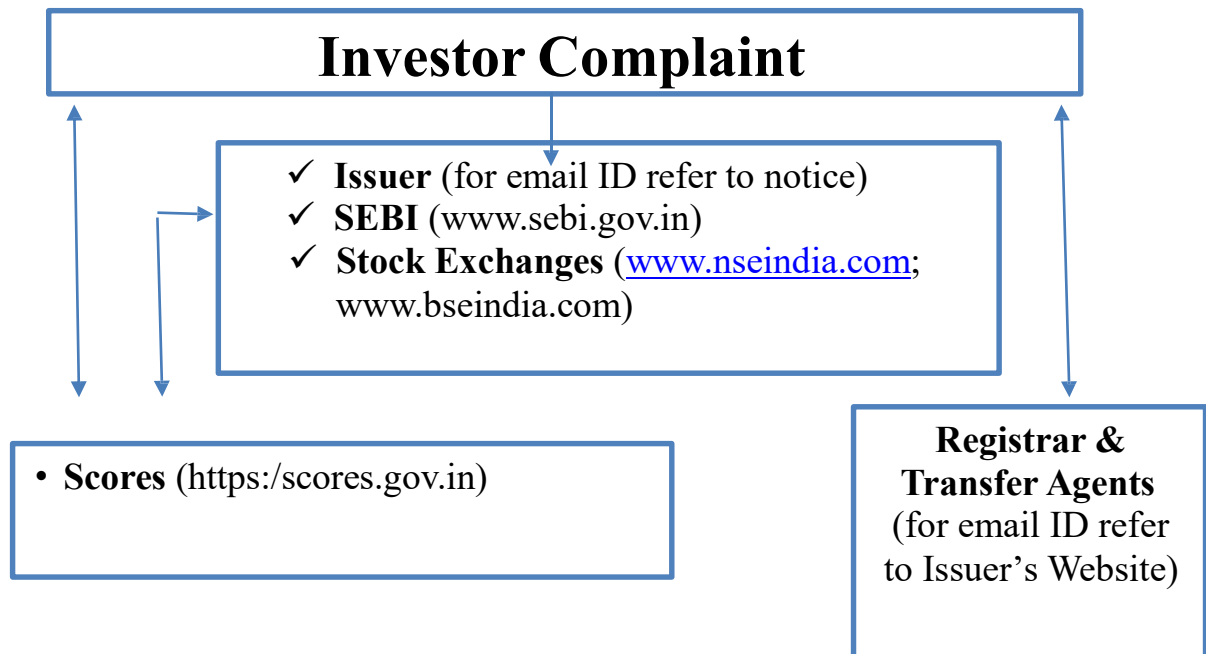 Investor Complaint
✓ Issuer (for email ID refer to notice)
✓ SEBI (www.sebi.gov.in)
✓ Stock Exchanges (www.nseindia.com;
www.bseindia.com)
• Scores (https:/scores.gov.in)
Registrar &
Transfer Agents
(for email ID refer
to Issuer’s Website)